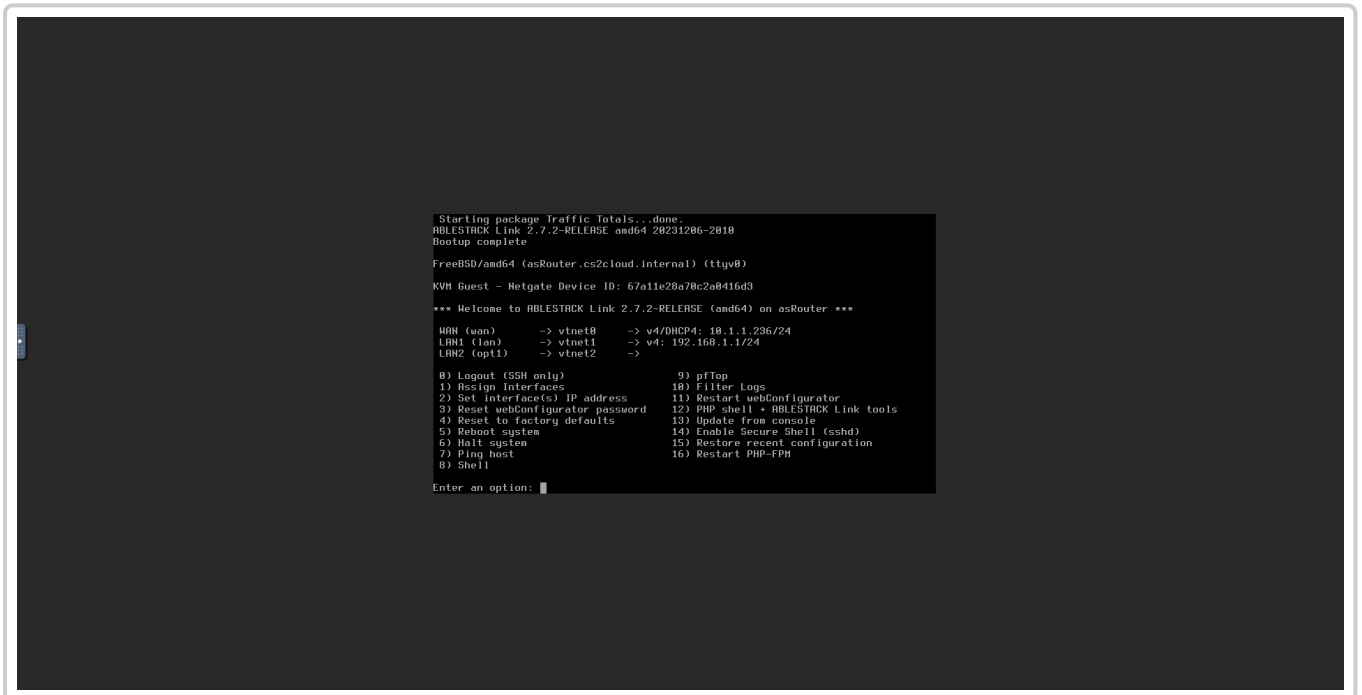 Starting package Traffic Totals...done.
ABLESTACK Link 2.7.2-RELEASE amd64 20231206-2010
Bootup complete
FreeBSD/amd64 (asRouter.cs2cloud.internal) (ttyv0)
KVM Guest - Netgate Device ID: 67a11e28a70c2a0416d3
*** Welcome to ABLESTACK Link 2.7.2-RELEASE (amd64) on asRouter ***
WAN (wan) -> vtnet0 -> v4/DHCP4: 10.1.1.236/24
LAN1 (lan) -> vtnet1 -> v4: 192.168.1.1/24
LAN2 (opt1) -> vtnet2 ->
0) Logout (SSH only) 9) pfTop
1) Assign Interfaces 10) Filter Logs
2) Set interface(s) IP address 11) Restart webConfigurator
3) Reset webConfigurator password 12) PHP shell + ABLESTACK Link tools
4) Reset to factory defaults 13) Update from console
5) Reboot system 14) Enable Secure Shell (sshd)
6) Halt system 15) Restore recent configuration
7) Ping host 16) Restart PHP-FPM
8) Shell
Enter an option: